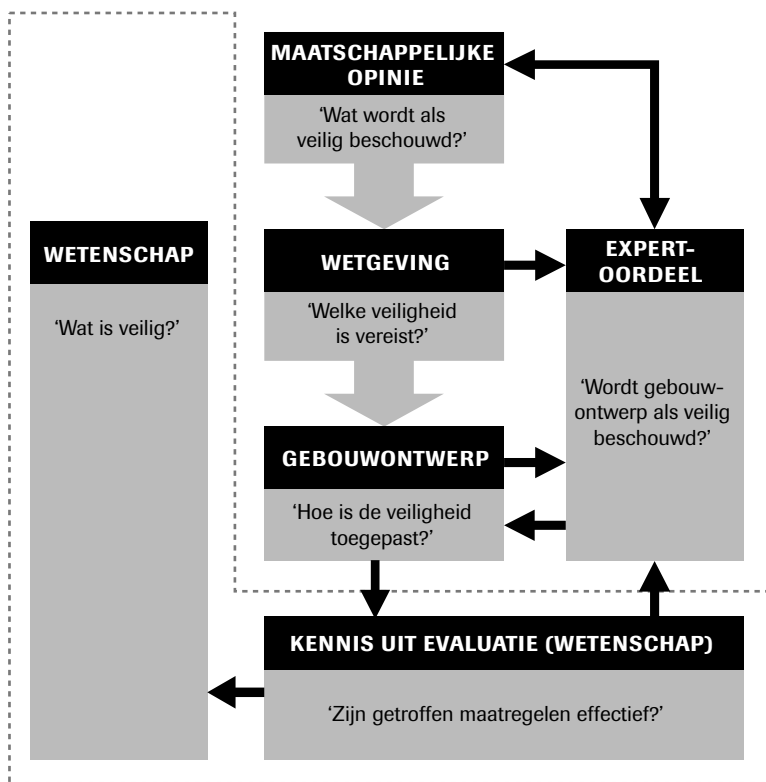 MAATSCHAPPELIJKE
OPINIE
‘Wat wordt als
veilig beschouwd?’
WETENSCHAP
‘Wat is veilig?’
WETGEVING
‘Welke veiligheid
is vereist?’
EXPERT-
OORDEEL
‘Wordt gebouw-
ontwerp als veilig
beschouwd?’
GEBOUWONTWERP
‘Hoe is de veiligheid
toegepast?’
KENNIS UIT EVALUATIE (WETENSCHAP)
‘Zijn getroffen maatregelen effectief?’